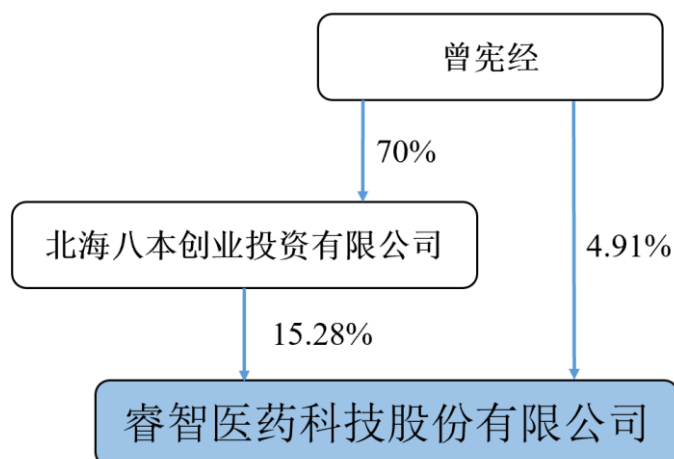 曾宪经
70%
北海八本创业投资有限公司
4.91%
15.28%
睿智医药科技股份有限公司